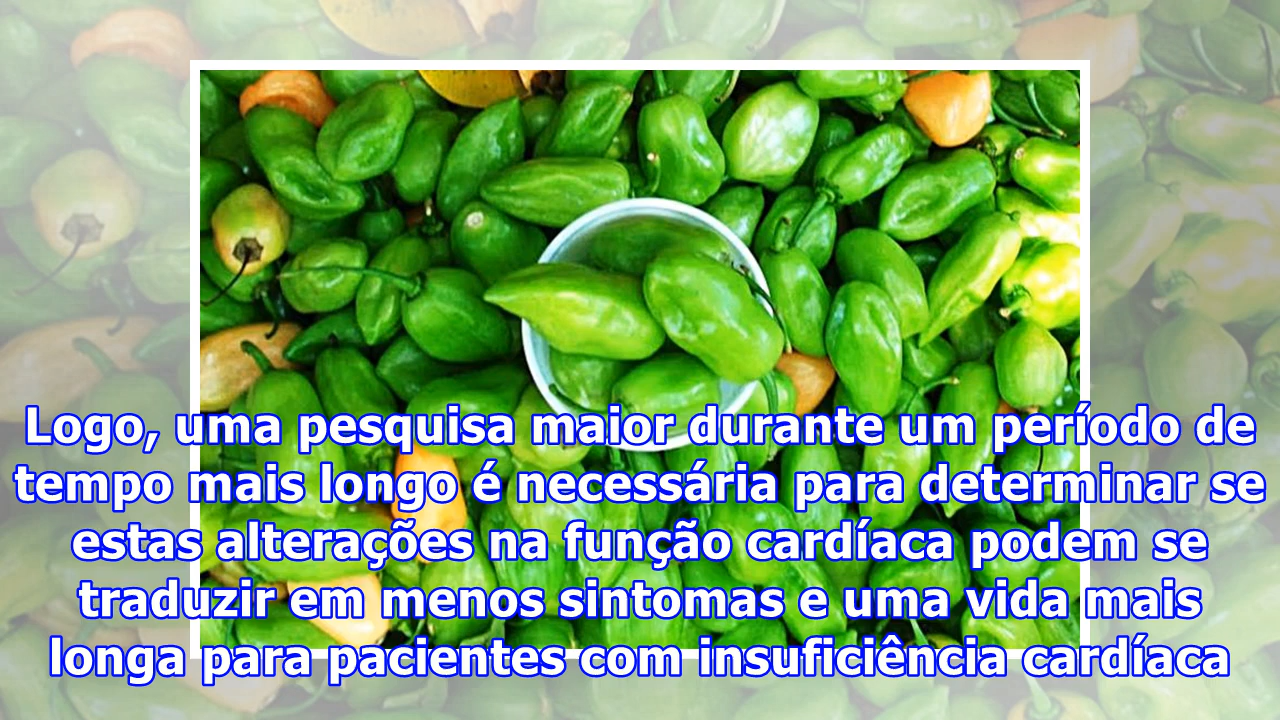 Logo, uma pesquisa maior durante um período de
tempo mais longo é necessária para determinar se
estas alterações na função cardíaca podem se
traduzir em menos sintomas e uma vida mais
longa para pacientes com insuficiência cardíaca